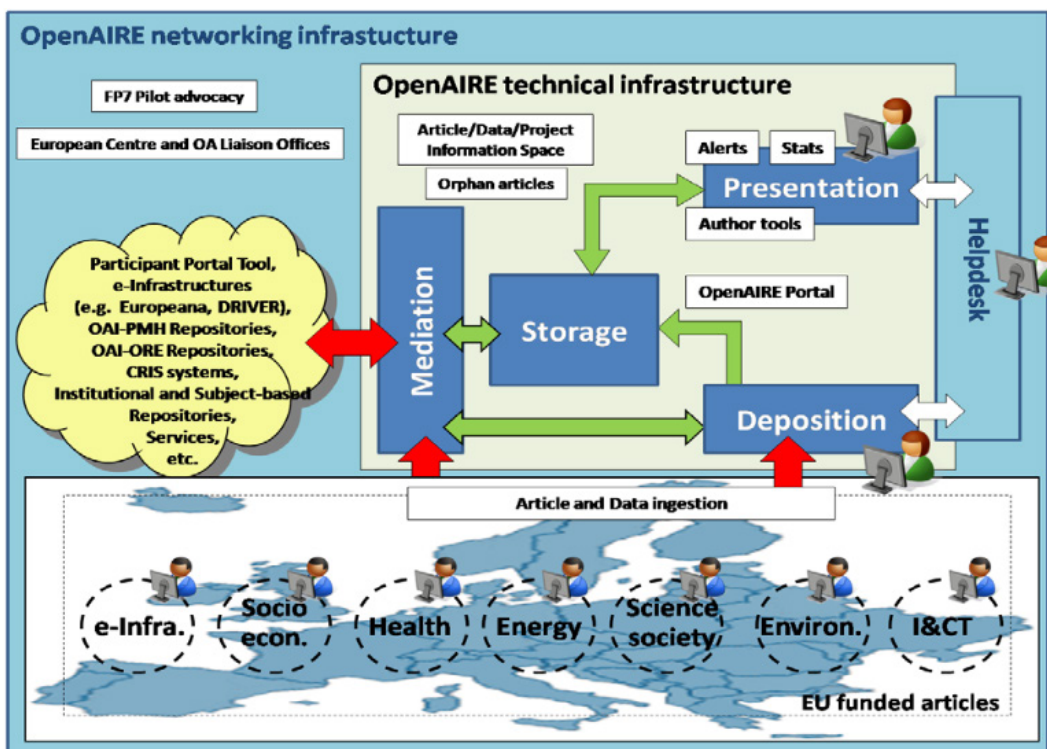 OpenAIRE networking infrastucture
FP7 Pilot advocacy
European Centre and OA Liaison Offices
OpenAIRE technical infrastructure
Article/Data/Project
Information Space
Orphan articles
Alerts
Stats
Presentation
Author tools
Helpdesk
Participant Portal Tool,
e-Infrastructures
(e.g. Europeana, DRIVER),
OAI-PMH Repositories,
OAI-ORE Repositories,
CRIS systems,
Institutional and Subject-based
Repositories,
Services,
etc.
Mediation
Storage
OpenAIRE Portal
Deposition
Article and Data ingestion
e-Infra.
Socio
econ.
Health
Energy
Science
society
Environ.
I&CT
EU funded articles